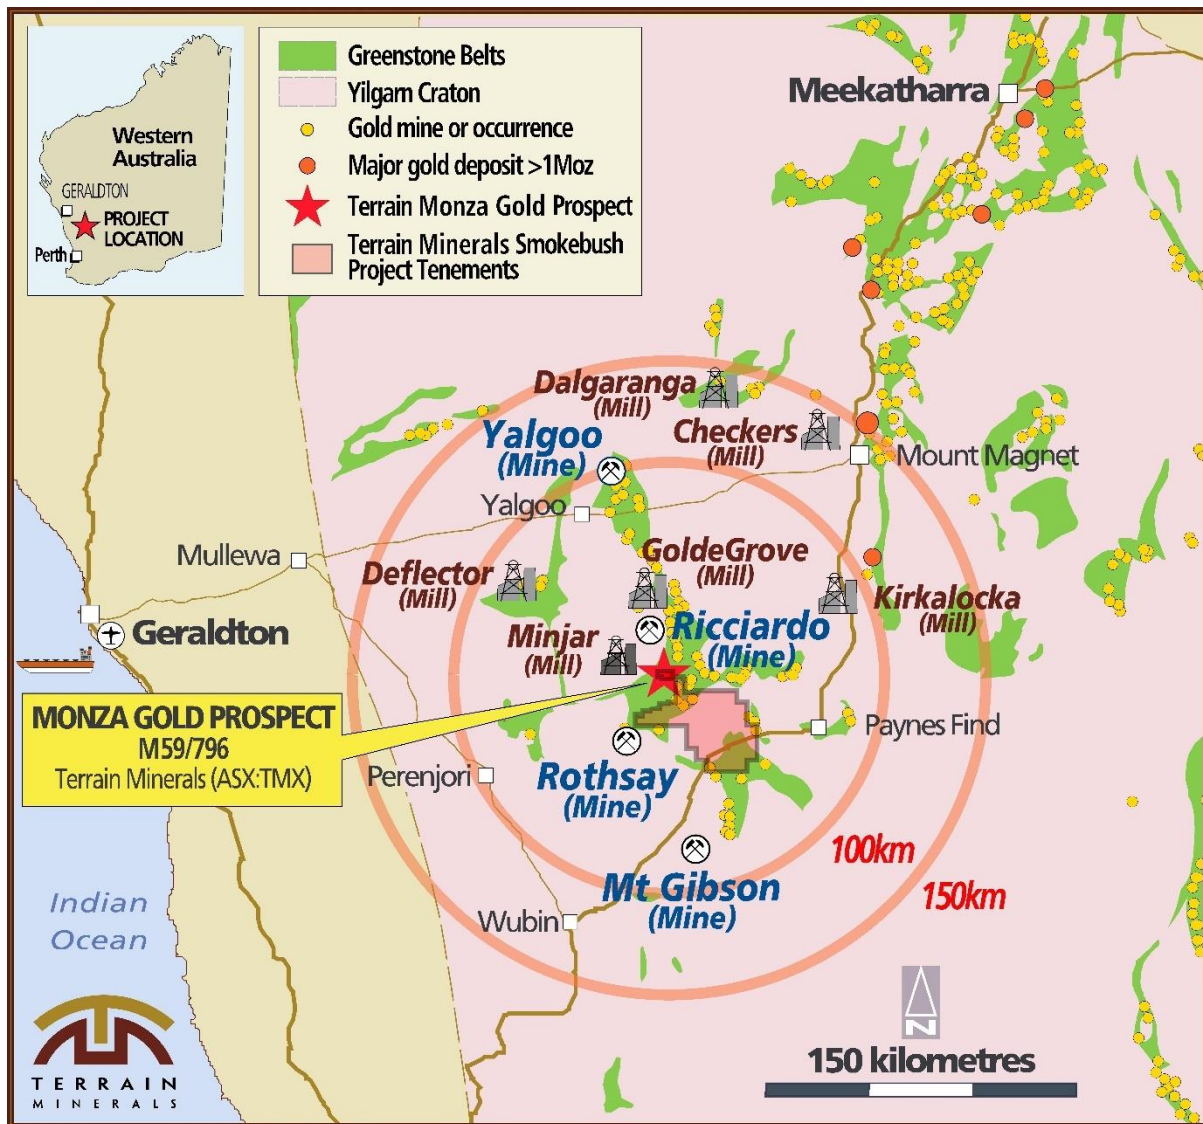 Western
Australia
GERALDTON
PROJECT
LOCATION
Perth
Greenstone Belts
Yilgarn Craton
Gold mine or occurrence
Major gold deposit >1Moz
Terrain Monza Gold Prospect
Terrain Minerals Smokebush
Project Tenements
Meekatharra
Dalgaranga
(Mill)
Checkers
(Mill)
Yalgoo
(Mine)
Mount Magnet
Yalgoo
Mullewa
Deflector
(Mill)
GoldeGrove
(Mill)
Kirkalocka
(Mill)
Geraldton
Minjar
(Mill)
Ricciardo
(Mine)
MONZA GOLD PROSPECT
M59/796
Terrain Minerals (ASX:TMX)
Paynes Find
Perenjori
Rothsay
(Mine)
100km
150km
Mt Gibson
(Mine)
Wubin
Indian
Ocean
N
150 kilometres
TERRAIN
MINERALS